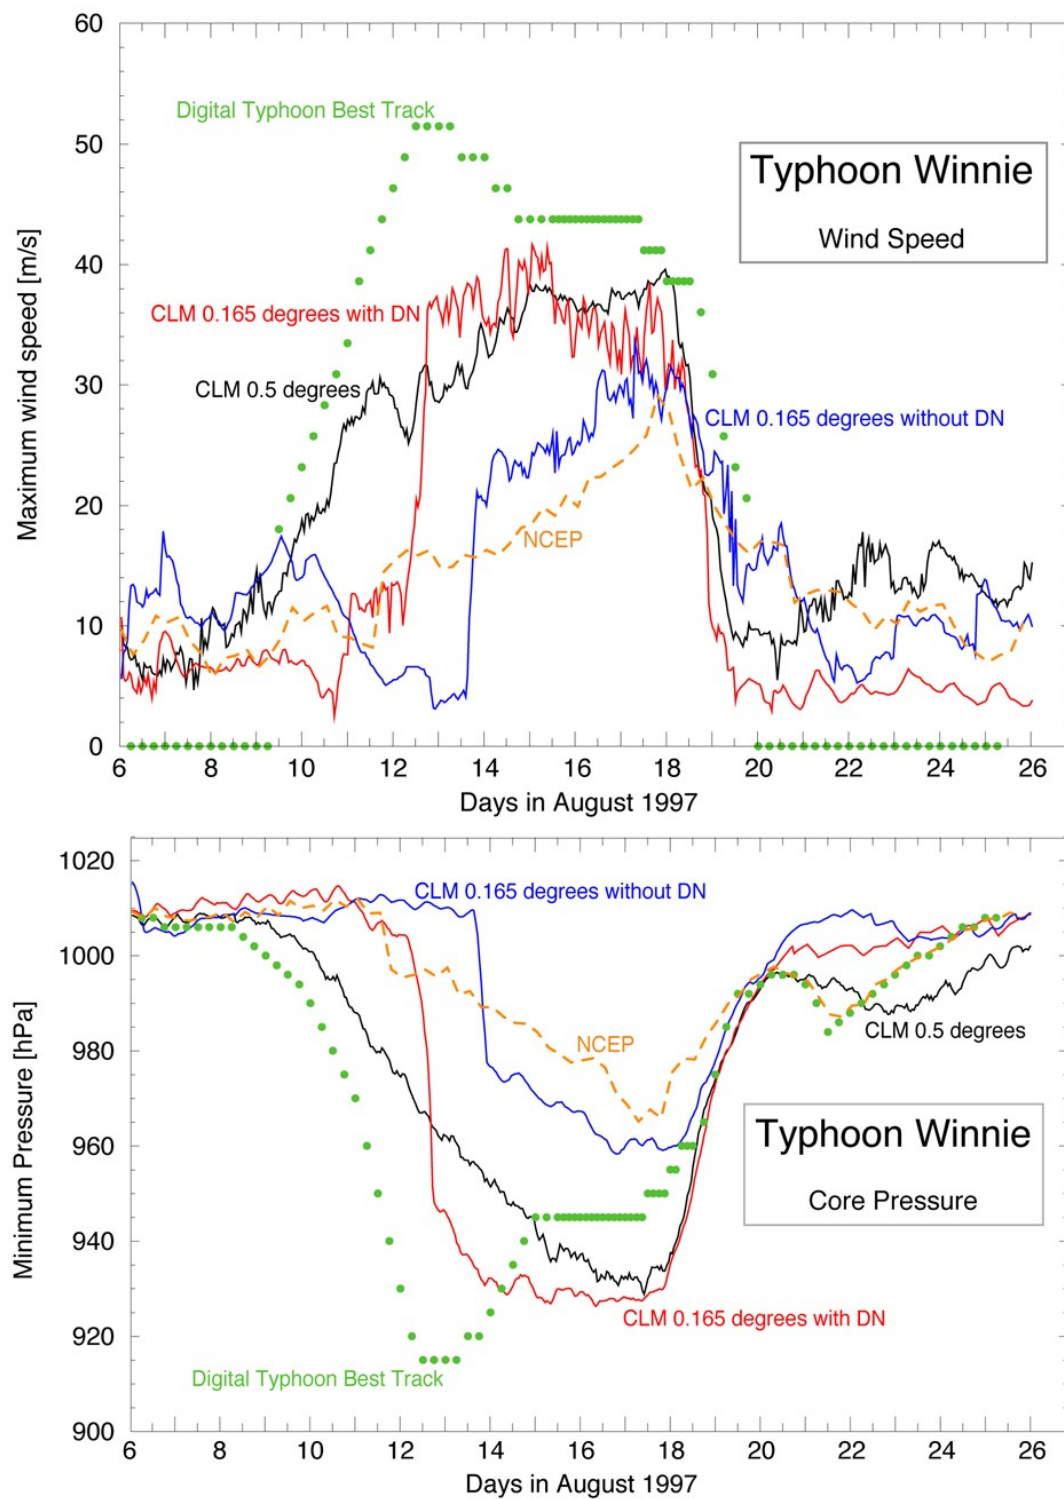 60
50
40
30
20
10
0
Maximum wind speed [m/s]
Digital Typhoon Best Track
Typhoon Winnie
Wind Speed
CLM 0.165 degrees with DN
CLM 0.5 degrees
CLM 0.165 degrees without DN
NCEP
6 8 10 12 14 16 18 20 22 24 26
Days in August 1997
1020
1000
980
960
940
920
900
Minimum Pressure [hPa]
CLM 0.165 degrees without DN
NCEP
CLM 0.5 degrees
Typhoon Winnie
Core Pressure
CLM 0.165 degrees with DN
Digital Typhoon Best Track
6 8 10 12 14 16 18 20 22 24 26
Days in August 1997